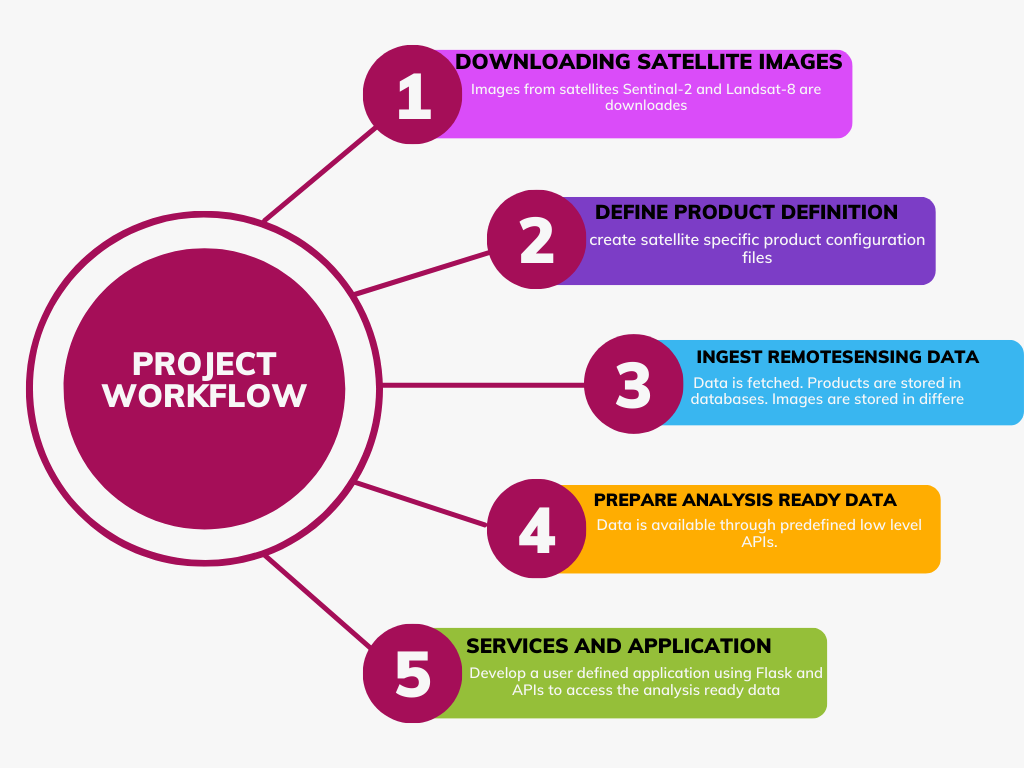 PROJECT
WORKFLOW
1
DOWNLOADING SATELLITE IMAGES
Images from satellites Sentinal-2 and Landsat-8 are
downloades
2
DEFINE PRODUCT DEFINITION
create satellite specific product configuration
files
3
INGEST REMOTESENSING DATA
Data is fetched. Products are stored in
databases. Images are stored in differe
4
PREPARE ANALYSIS READY DATA
Data is available through predefined low level
APIs.
5
SERVICES AND APPLICATION
Develop a user defined application using Flask and
APIs to access the analysis ready data